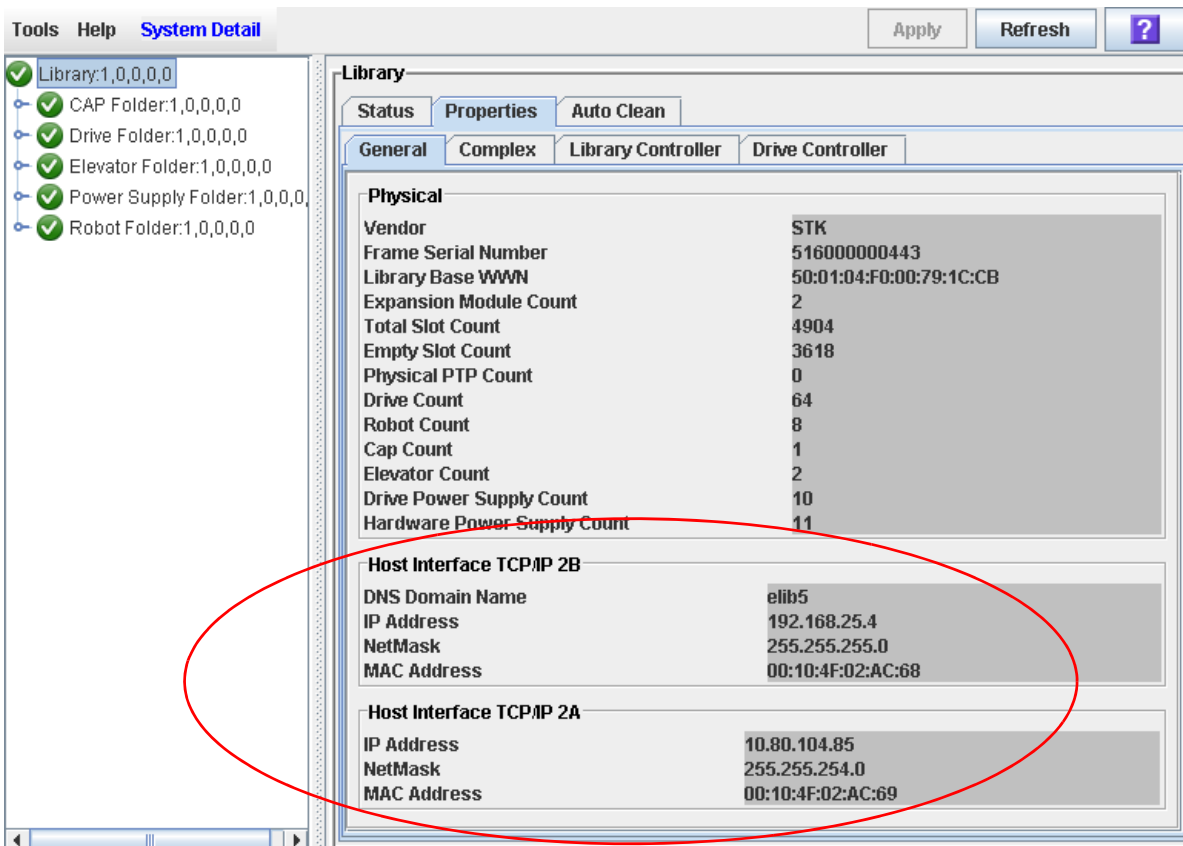 Tools Help System Detail Apply Refresh ?
Library:1,0,0,0,0
CAP Folder:1,0,0,0,0
Drive Folder:1,0,0,0,0
Elevator Folder:1,0,0,0,0
Power Supply Folder:1,0,0,0,
Robot Folder:1,0,0,0,0
Library
Status Properties Auto Clean
General Complex Library Controller Drive Controller
Physical
Vendor STK
Frame Serial Number 516000000443
Library Base WWN 50:01:04:F0:00:79:1C:CB
Expansion Module Count 2
Total Slot Count 4904
Empty Slot Count 3618
Physical PTP Count 0
Drive Count 64
Robot Count 8
Cap Count 1
Elevator Count 2
Drive Power Supply Count 10
Hardware Power Supply Count 11
Host Interface TCP/IP 2B
DNS Domain Name elib5
IP Address 192.168.25.4
NetMask 255.255.255.0
MAC Address 00:10:4F:02:AC:68
Host Interface TCP/IP 2A
IP Address 10.80.104.85
NetMask 255.255.254.0
MAC Address 00:10:4F:02:AC:69